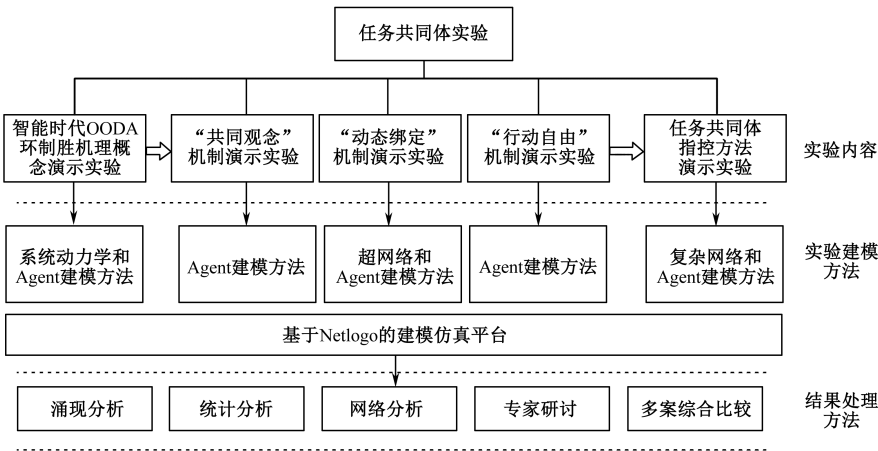 任务共同体实验
智能时代OODA
环制胜机理概
念演示实验
“共同观念”
机制演示实验
“动态绑定”
机制演示实验
“行动自由”
机制演示实验
任务共同体
指控方法
演示实验
实验内容
系统动力学和
Agent建模方法
Agent建模方法
超网络和
Agent建模方法
Agent建模方法
复杂网络和
Agent建模方法
实验建模
方法
基于Netlogo的建模仿真平台
涌现分析
统计分析
网络分析
专家研讨
多案综合比较
结果处理
方法